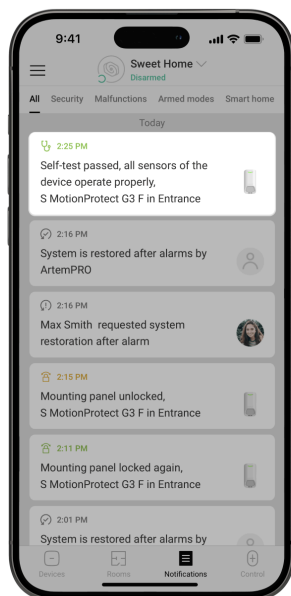 9:41
Sweet Home
Disarmed
All Security Malfunctions Armed modes Smart home
Today
2:25 PM
Self-test passed, all sensors of the
device operate properly,
S MotionProtect G3 F in Entrance
2:16 PM
System is restored after alarms by
ArtemPRO
2:16 PM
Max Smith requested system
restoration after alarm
2:15 PM
Mounting panel unlocked,
S MotionProtect G3 F in Entrance
2:11 PM
Mounting panel locked again,
S MotionProtect G3 F in Entrance
2:01 PM
System is restored after alarms by
Devices Rooms Notifications Control